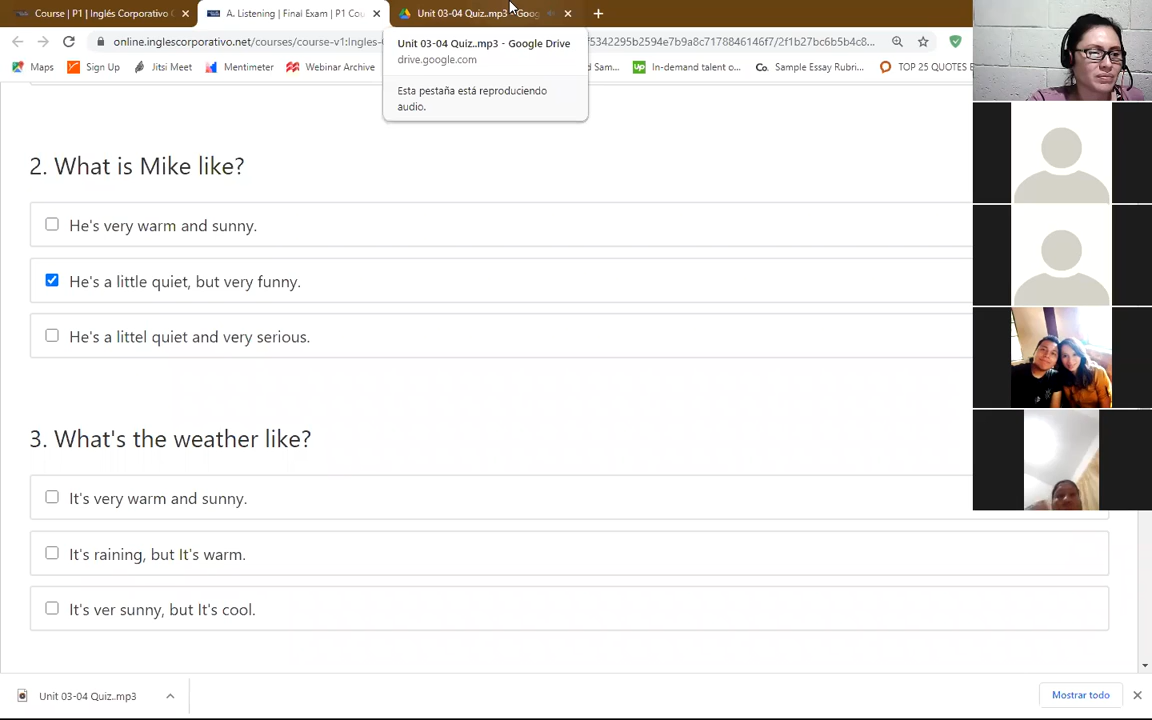 Course | P1 | Inglés Corporativo
A. Listening | Final Exam | P1 Cou
Unit 03-04 Quiz..mp3 - Goog
online.inglescorporativo.net/courses/course-v1:Ingles-
5342295b2594e7b9a8c7178846146f7/2f1b27bc6b5b4c8...
Maps
Sign Up
Jitsi Meet
Mentimeter
Webinar Archive
Sam...
In-demand talent o...
Sample Essay Rubri...
TOP 25 QUOTES
Unit 03-04 Quiz..mp3 - Google Drive
drive.google.com
Esta pestaña está reproduciendo
audio.
2. What is Mike like?
He's very warm and sunny.
He's a little quiet, but very funny.
He's a littel quiet and very serious.
3. What's the weather like?
It's very warm and sunny.
It's raining, but It's warm.
It's ver sunny, but It's cool.
Unit 03-04 Quiz..mp3
Mostrar todo